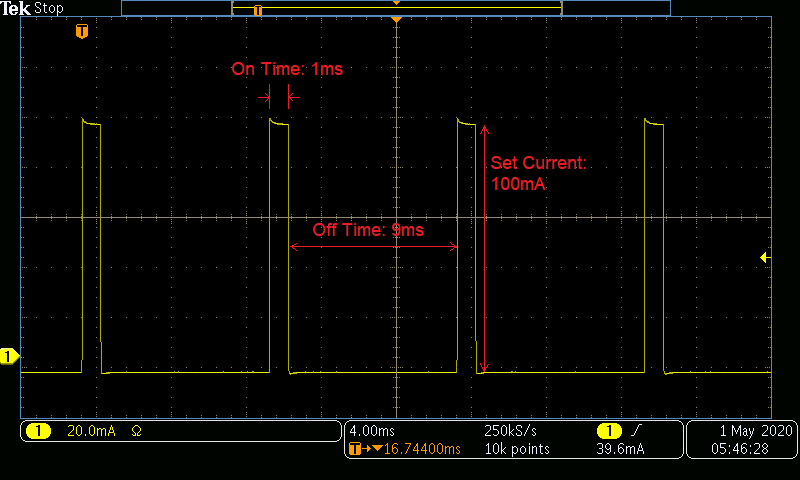 Tek Stop
T
T
On Time: 1ms
Set Current:
100mA
Off Time: 9ms
1
1 20.0mA Ω 4.00ms 250kS/s 1 1 May 2020
T→▼16.74400ms 10k points 39.6mA 05:46:28